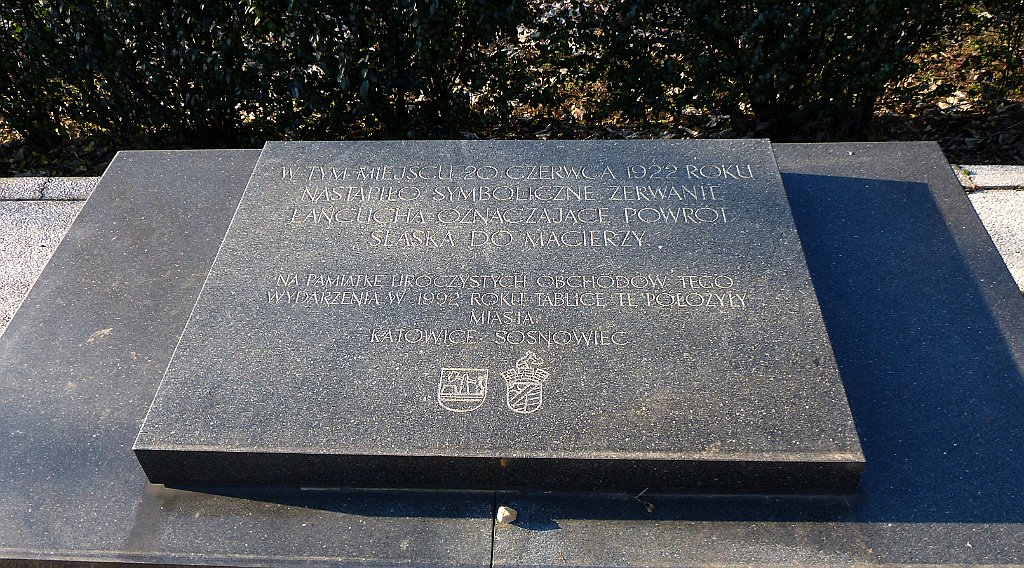 W TYM MIEJSCU, 20 CZERWCA 1922 ROKU
NASTĄPIŁO SYMBOLICZNE ZERWANIE
ŁAŃCUCHA OZNACZAJĄCE POWRÓT
ŚLĄSKA DO MACIERZY
NA PAMIĄTKĘ UROCZYSTYCH OBCHODÓW TEGO
WYDARZENIA W 1992 ROKU TABLICĘ TĘ POŁOŻYŁY
MIASTA
KATOWICE - SOSNOWIEC